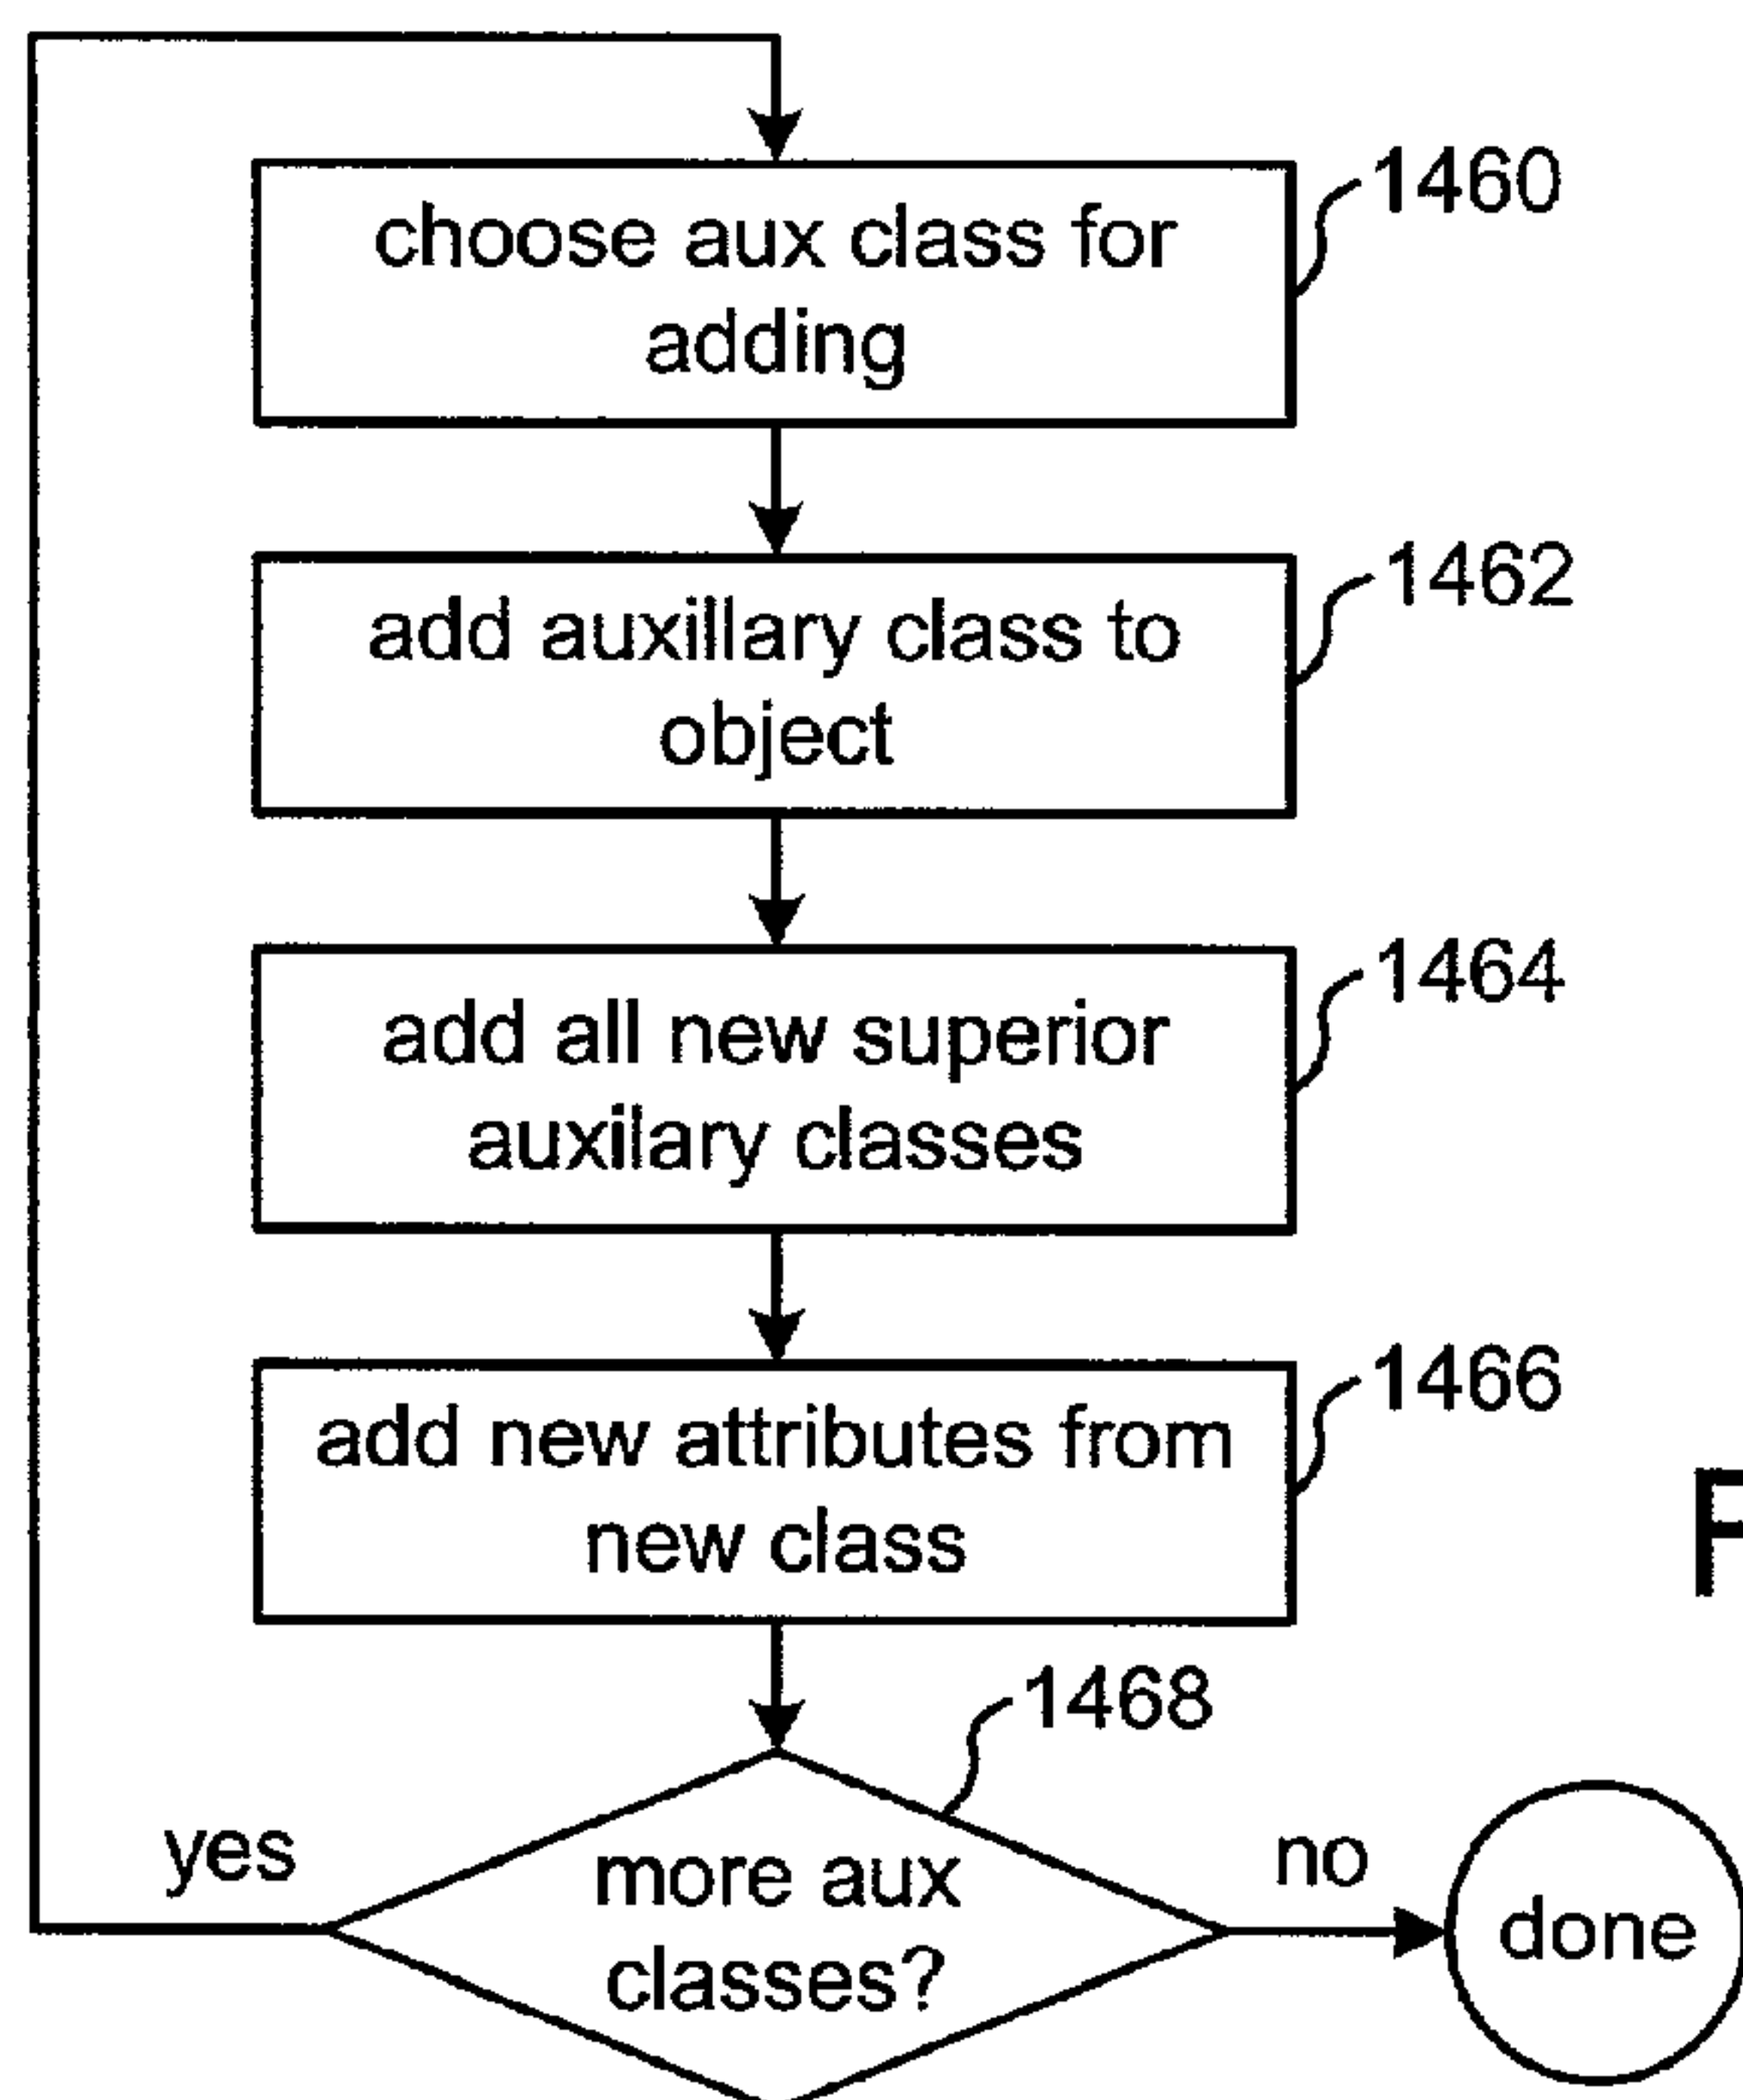 choose aux class for
adding
1460
add auxillary class to
object
1462
add all new superior
auxilary classes
1464
add new attributes from
new class
1466
F
1468
more aux
classes?
yes
no
done